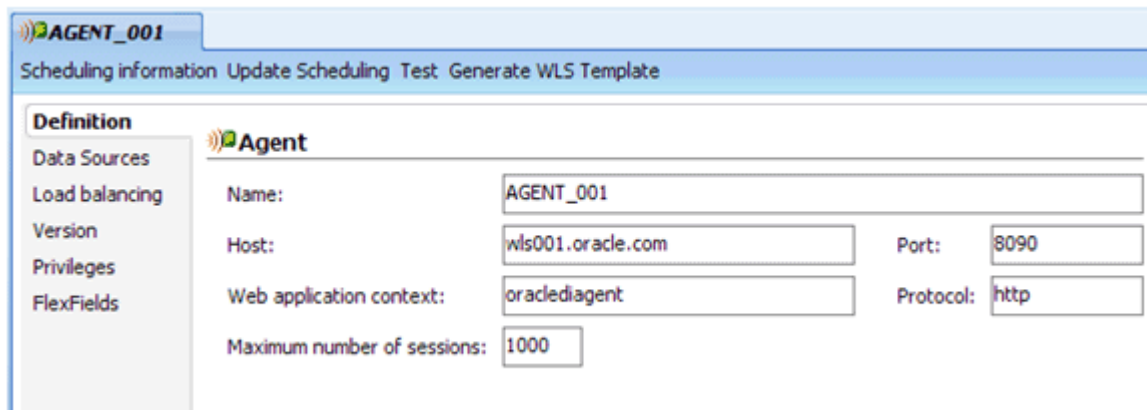 AGENT_001
Scheduling information Update Scheduling Test Generate WLS Template
Definition
Data Sources
Load balancing
Version
Privileges
FlexFields
Agent
Name: AGENT_001
Host: wls001.oracle.com Port: 8090
Web application context: oraclediagent Protocol: http
Maximum number of sessions: 1000